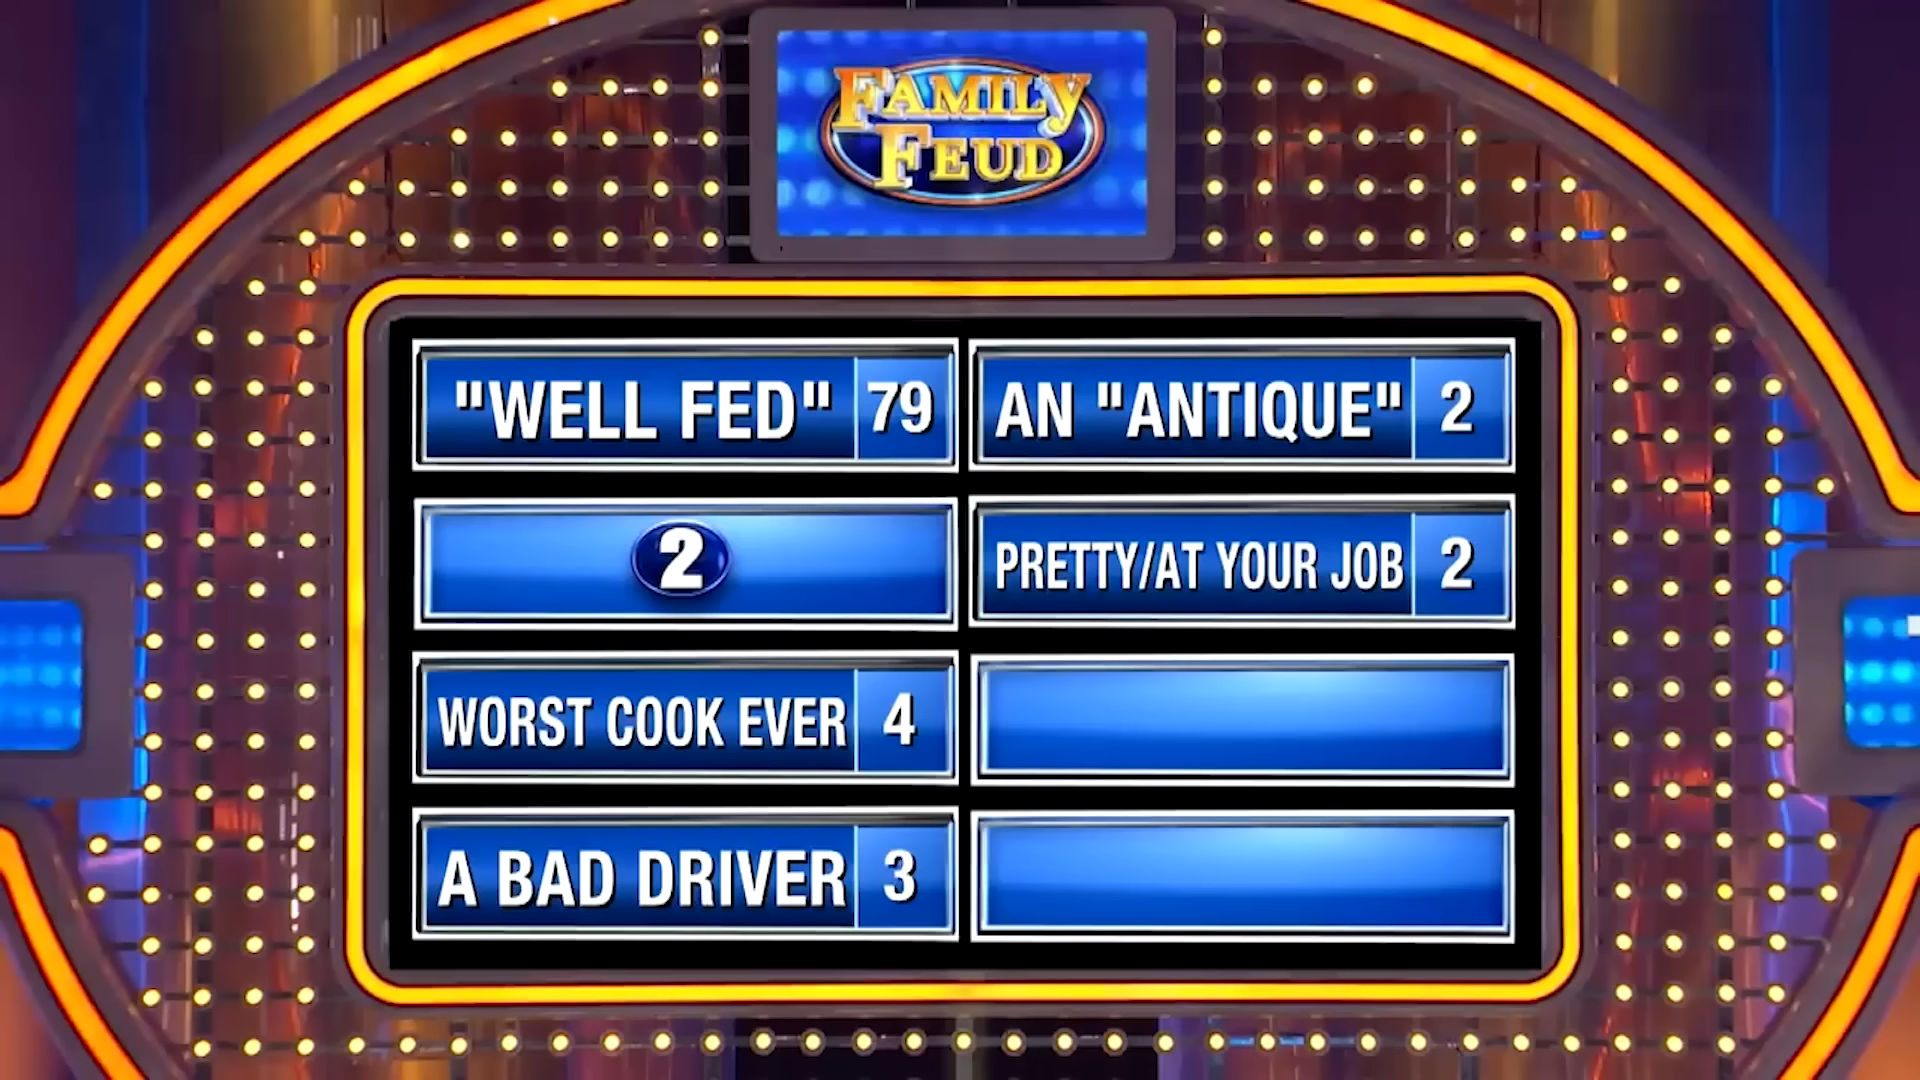 FAMILY
FEUD
"WELL FED" 79
AN "ANTIQUE" 2
2
PRETTY/AT YOUR JOB 2
WORST COOK EVER 4
A BAD DRIVER 3